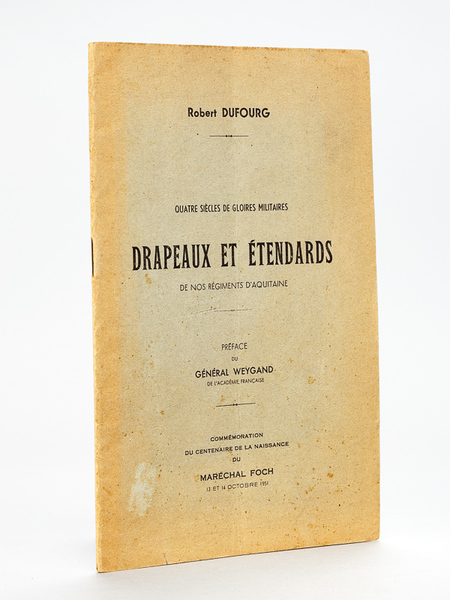 Robert DUFOURG
QUATRE SIÈCLES DE GLOIRES MILITAIRES
DRAPEAUX ET ÉTENDARDS
DE NOS RÉGIMENTS D'AQUITAINE
PRÉFACE
DU
GÉNÉRAL WEYGAND
DE L'ACADÉMIE FRANÇAISE
COMMÉMORATION
DU CENTENAIRE DE LA NAISSANCE
DU
MARÉCHAL FOCH
13 ET 14 OCTOBRE 1951